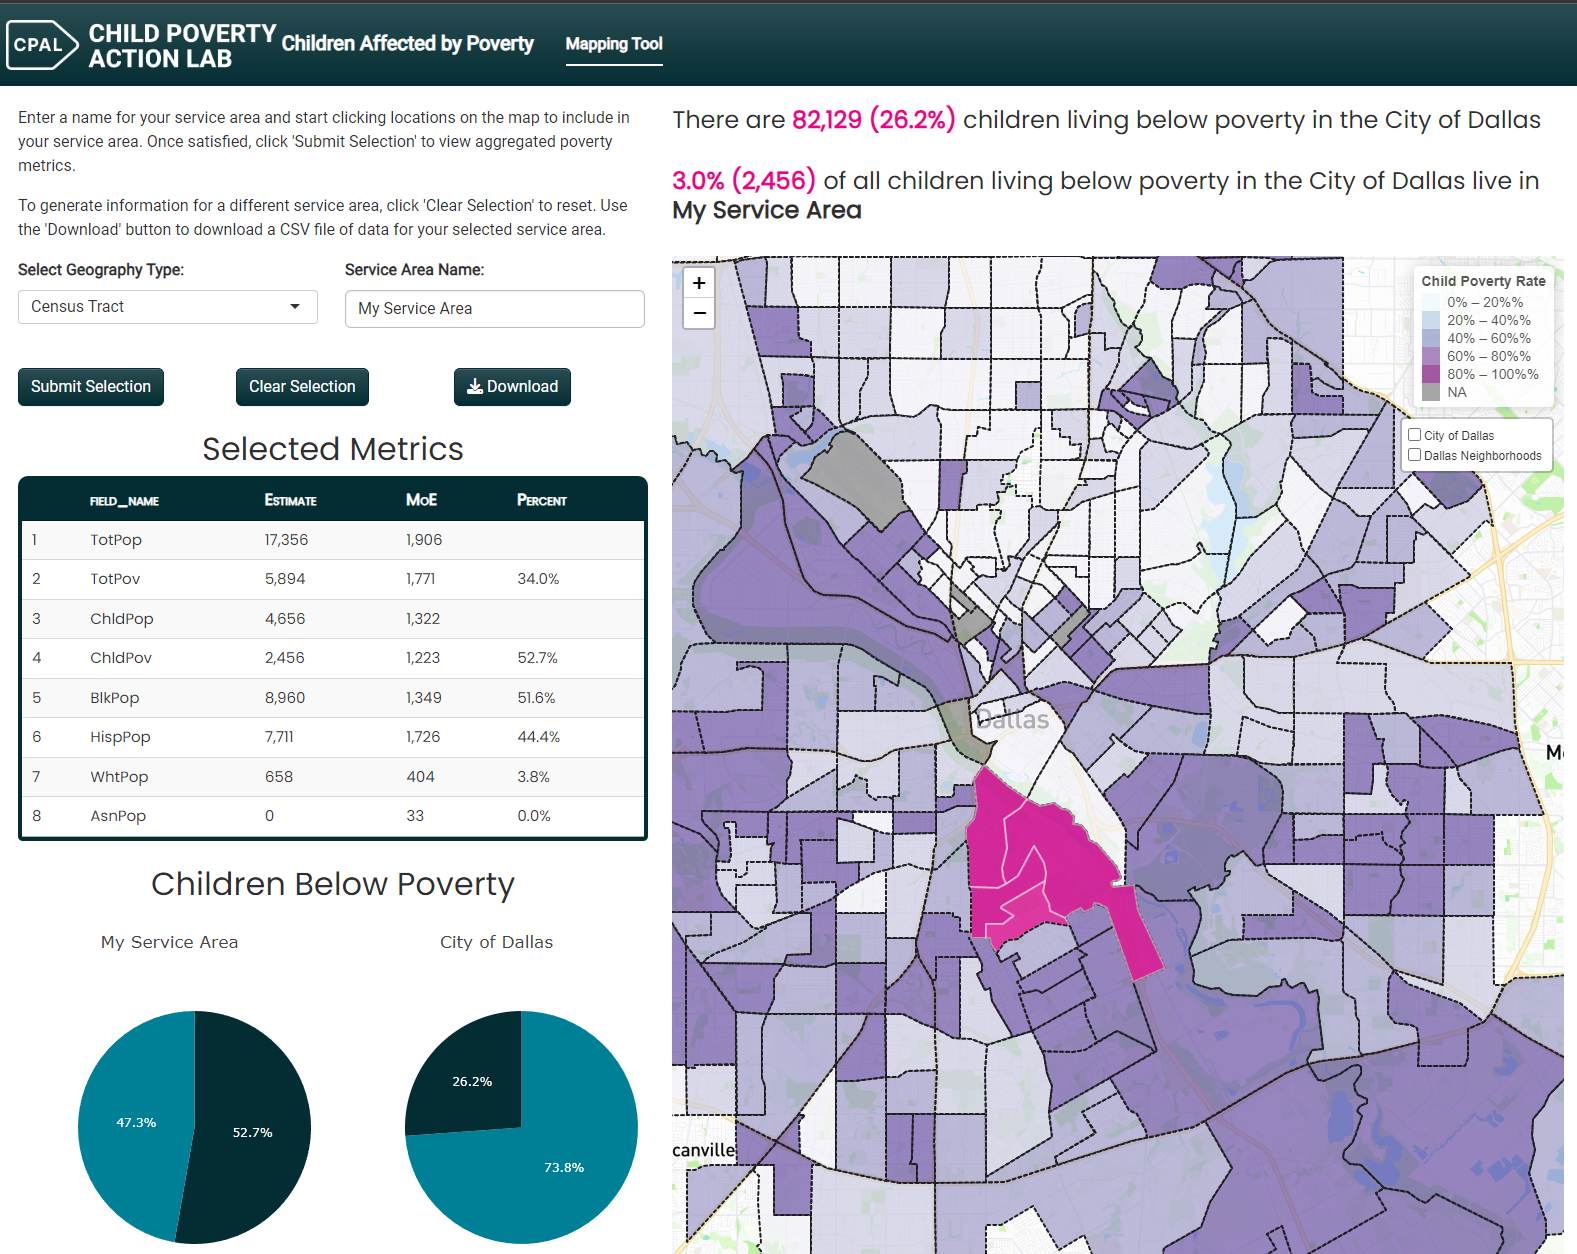 CPAL
CHILD POVERTY
ACTION LAB
Children Affected by Poverty
Mapping Tool
Enter a name for your service area and start clicking locations on the map to include in
your service area. Once satisfied, click 'Submit Selection' to view aggregated poverty
metrics.
To generate information for a different service area, click 'Clear Selection' to reset. Use
the 'Download' button to download a CSV file of data for your selected service area.
Select Geography Type:
Service Area Name:
Census Tract
My Service Area
Submit Selection
Clear Selection
Download
Selected Metrics
FIELD_NAME ESTIMATE MOE PERCENT
1 TotPop 17,356 1,906
2 TotPov 5,894 1,771 34.0%
3 ChldPop 4,656 1,322
4 ChldPov 2,456 1,223 52.7%
5 BlkPop 8,960 1,349 51.6%
6 HispPop 7,711 1,726 44.4%
7 WhtPop 658 404 3.8%
8 AsnPop 0 33 0.0%
Children Below Poverty
My Service Area
City of Dallas
47.3%
52.7%
26.2%
73.8%
There are 82,129 (26.2%) children living below poverty in the City of Dallas
3.0% (2,456) of all children living below poverty in the City of Dallas live in
My Service Area
+
−
Child Poverty Rate
0% – 20%%
20% – 40%%
40% – 60%%
60% – 80%%
80% – 100%%
NA
City of Dallas
Dallas Neighborhoods
Dallas
Me
canville